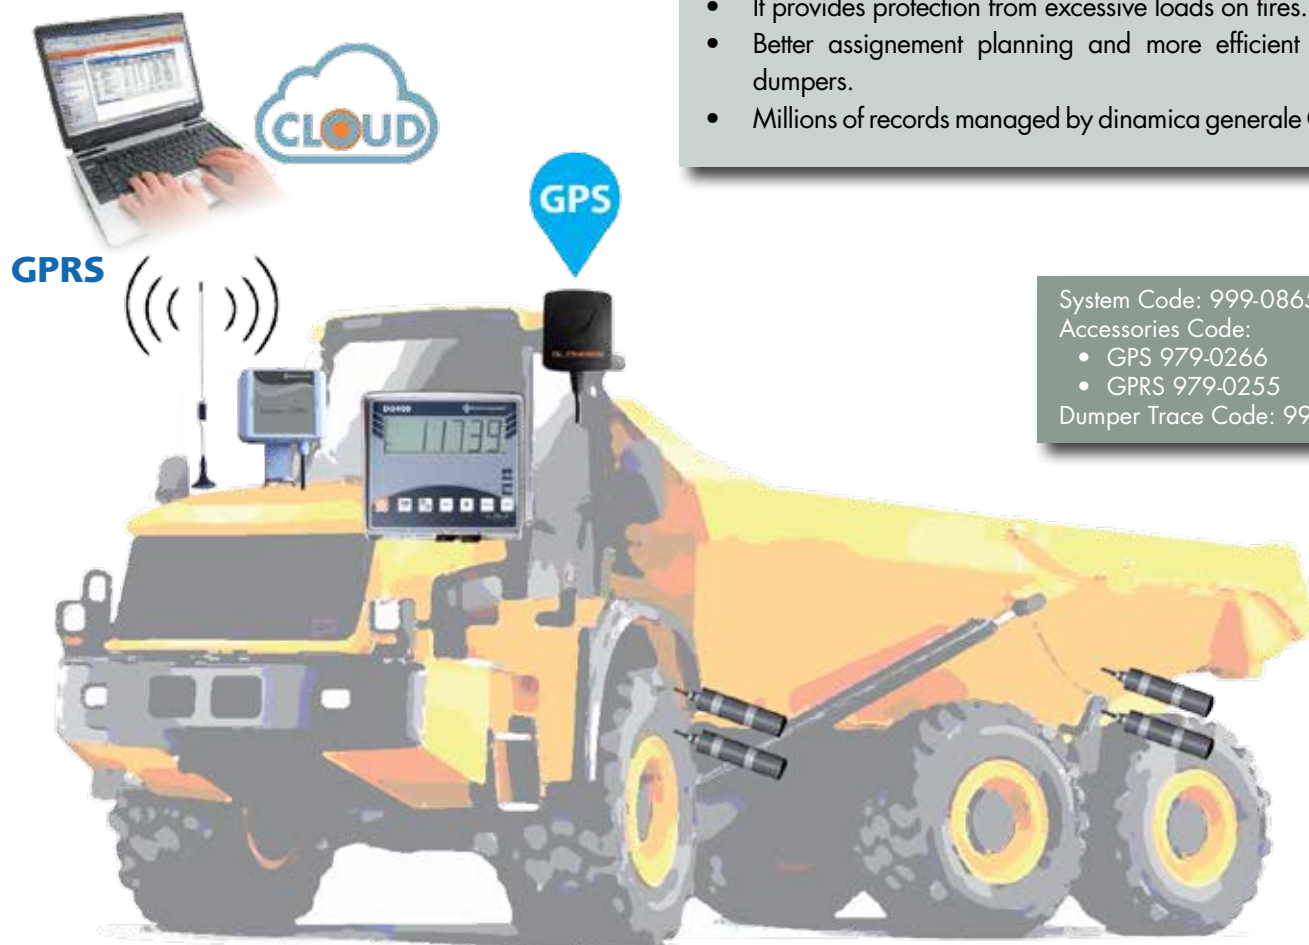 It provides protection from excessive loads on tires.
Better assignement planning and more efficient
dumpers.
Millions of records managed by dinamica generale
CLOUD
GPS
GPRS
System Code: 999-0865
Accessories Code:
• GPS 979-0266
• GPRS 979-0255
Dumper Trace Code: 99
DG400
11739